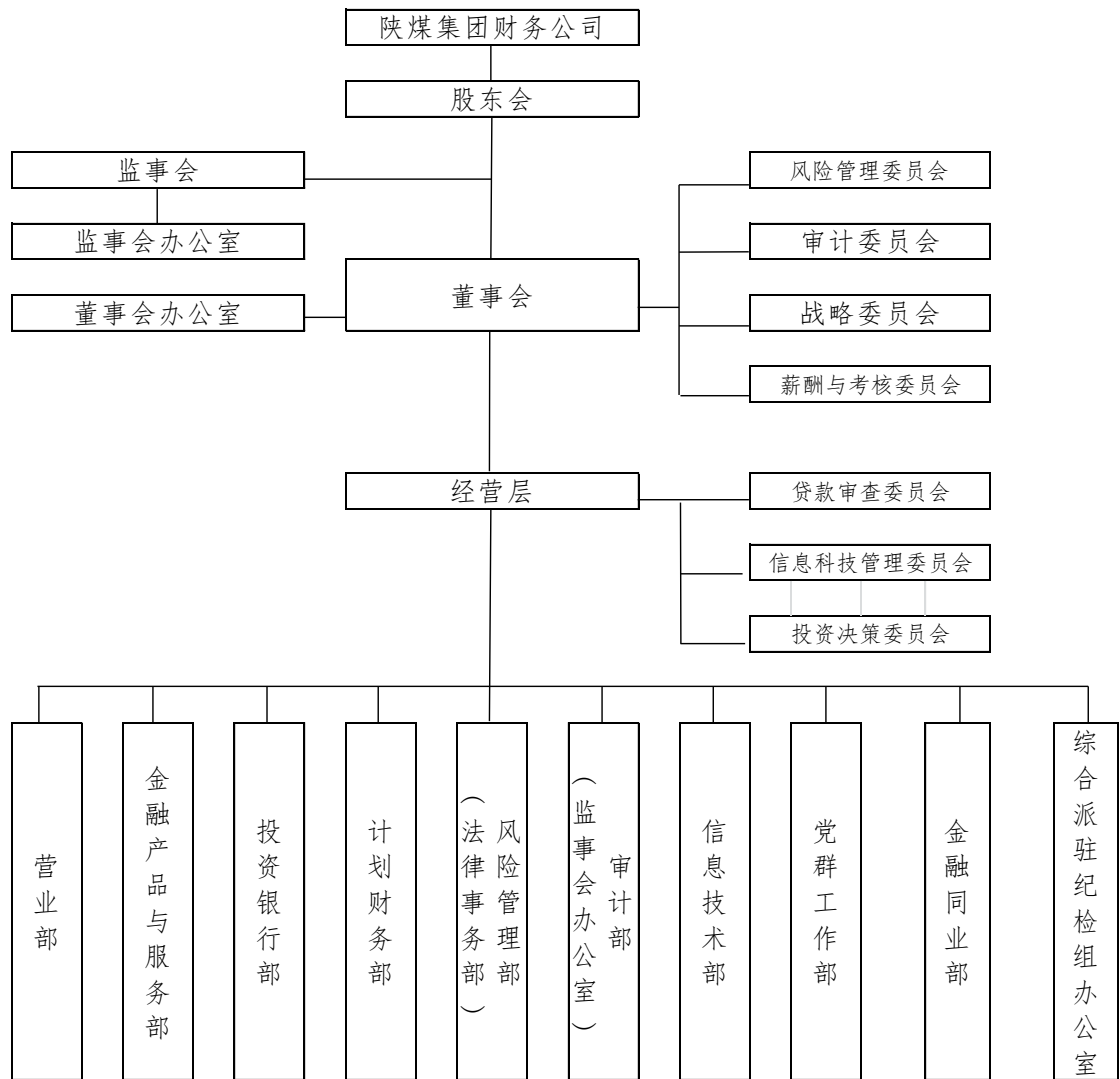 陕煤集团财务公司
股东会
监事会
风险管理委员会
监事会办公室
审计委员会
董事会
董事会办公室
战略委员会
薪酬与考核委员会
经营层
贷款审查委员会
信息科技管理委员会
投资决策委员会
营业部
金融产品与服务部
投资银行部
计划财务部
风险管理部
（法律事务部）
审计部
（监事会办公室）
信息技术部
党群工作部
金融同业部
综合派驻纪检组办公室